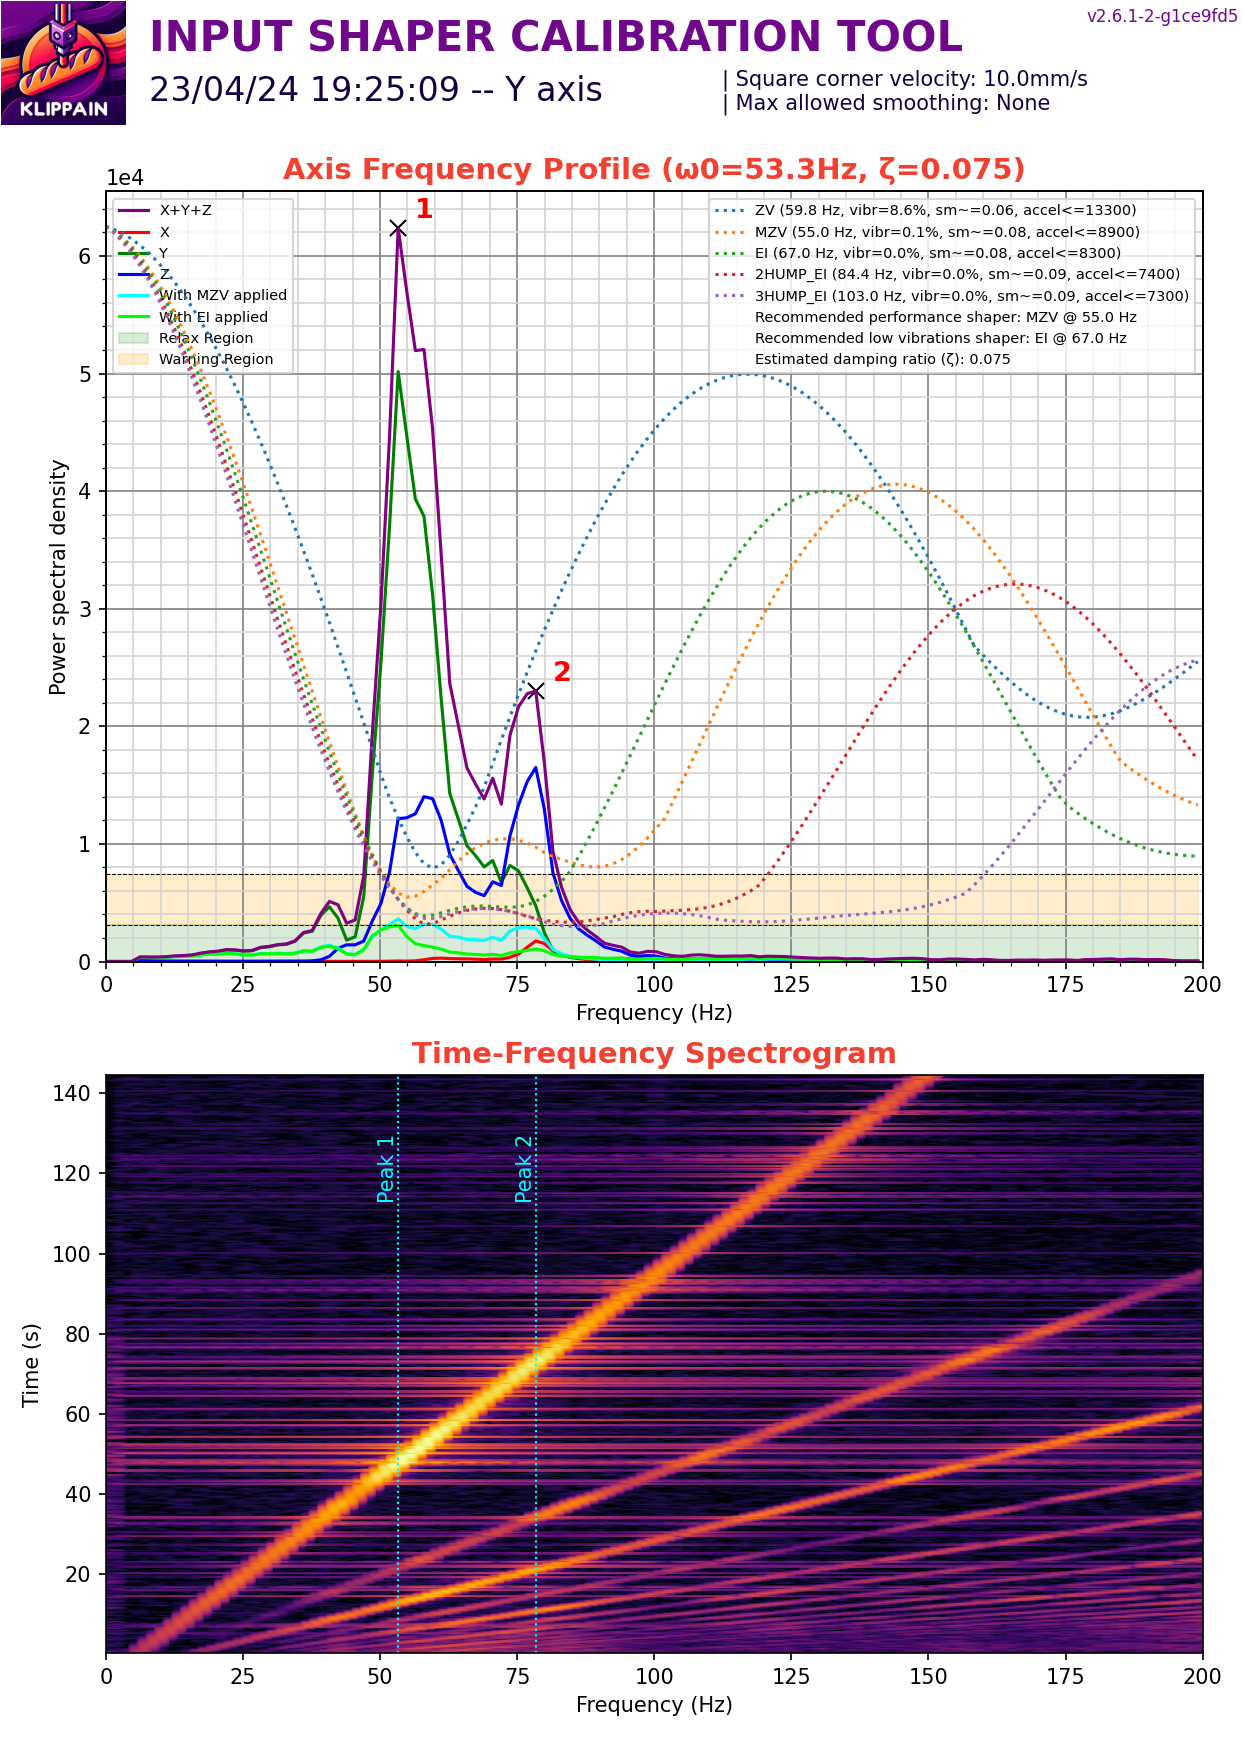 v2.6.1-2-g1ce9fd5
INPUT SHAPER CALIBRATION TOOL
23/04/24 19:25:09 -- Y axis
| Square corner velocity: 10.0mm/s
| Max allowed smoothing: None
KLIPPAIN
Axis Frequency Profile (ω0=53.3Hz, ζ=0.075)
1e4
X+Y+Z
X
Y
Z
With MZV applied
With EI applied
Relax Region
Warning Region
ZV (59.8 Hz, vibr=8.6%, sm~=0.06, accel<=13300)
MZV (55.0 Hz, vibr=0.1%, sm~=0.08, accel<=8900)
EI (67.0 Hz, vibr=0.0%, sm~=0.08, accel<=8300)
2HUMP_EI (84.4 Hz, vibr=0.0%, sm~=0.09, accel<=7400)
3HUMP_EI (103.0 Hz, vibr=0.0%, sm~=0.09, accel<=7300)
Recommended performance shaper: MZV @ 55.0 Hz
Recommended low vibrations shaper: EI @ 67.0 Hz
Estimated damping ratio (ζ): 0.075
1
2
Power spectral density
6
5
4
3
2
1
0
0 25 50 75 100 125 150 175 200
Frequency (Hz)
Time-Frequency Spectrogram
Peak 1
Peak 2
Time (s)
140
120
100
80
60
40
20
0 25 50 75 100 125 150 175 200
Frequency (Hz)